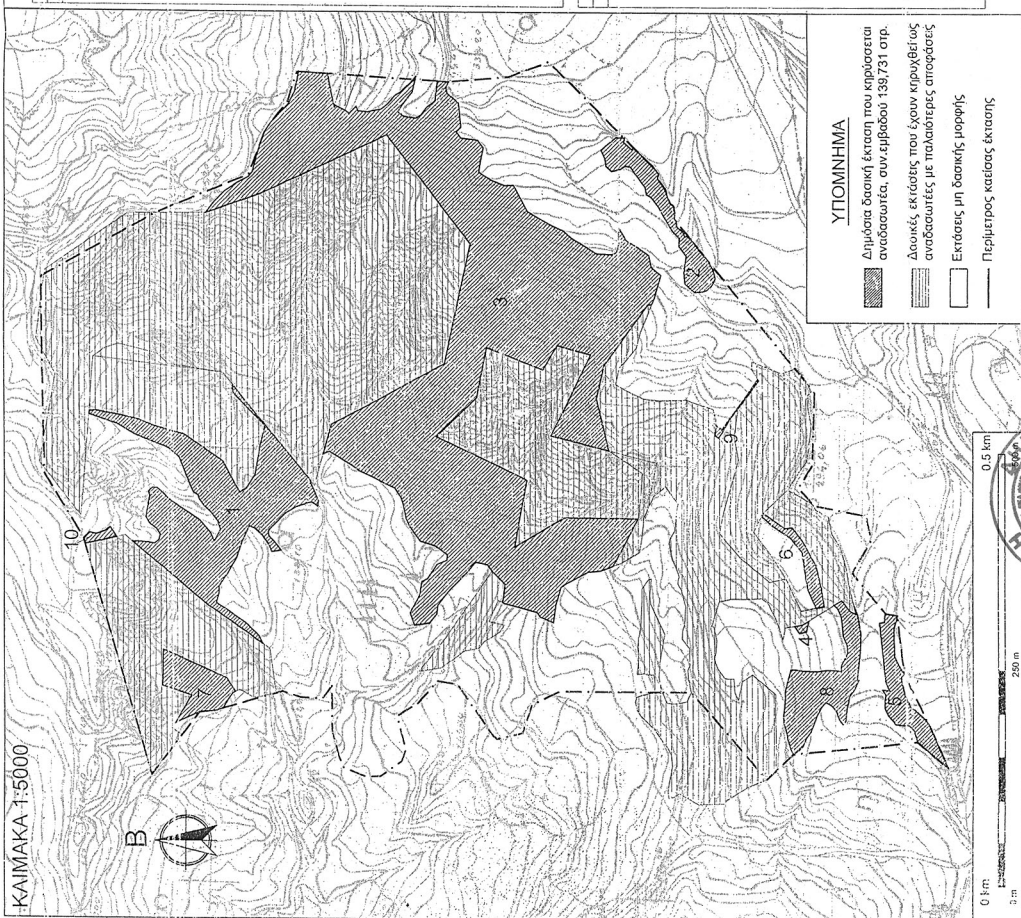 ΚΛΙΜΑΚΑ 1:5000
Β
10
1
7
3
2
9
6
4
8
5
ΥΠΟΜΝΗΜΑ
Δημόσια δασική έκταση που κηρύσσεται
αναδασωτέα, συν.εμβαδού 139,731 στρ.
Δασικές εκτάσεις που έχουν κηρυχθεί ως
αναδασωτέες με παλαιότερες αποφάσεις
Εκτάσεις μη δασικής μορφής
Περίμετρος καείσας έκτασης
0 km
0.5 km
0 m
250 m